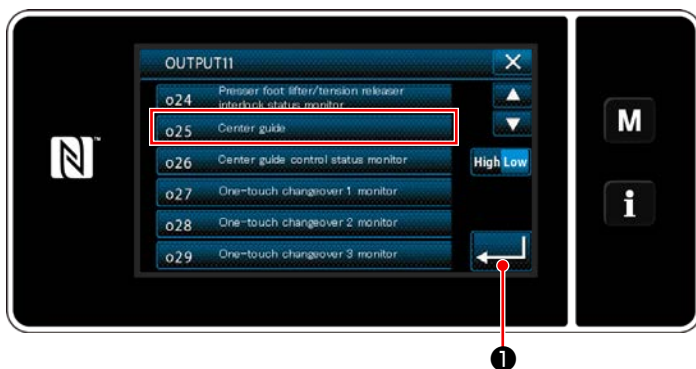 OUTPUT11
o24 Presser foot lifter/tension releaser
interlock status monitor
o25 Center guide
o26 Center guide control status monitor
High Low
o27 One-touch changeover 1 monitor
o28 One-touch changeover 2 monitor
o29 One-touch changeover 3 monitor
M
i
❶